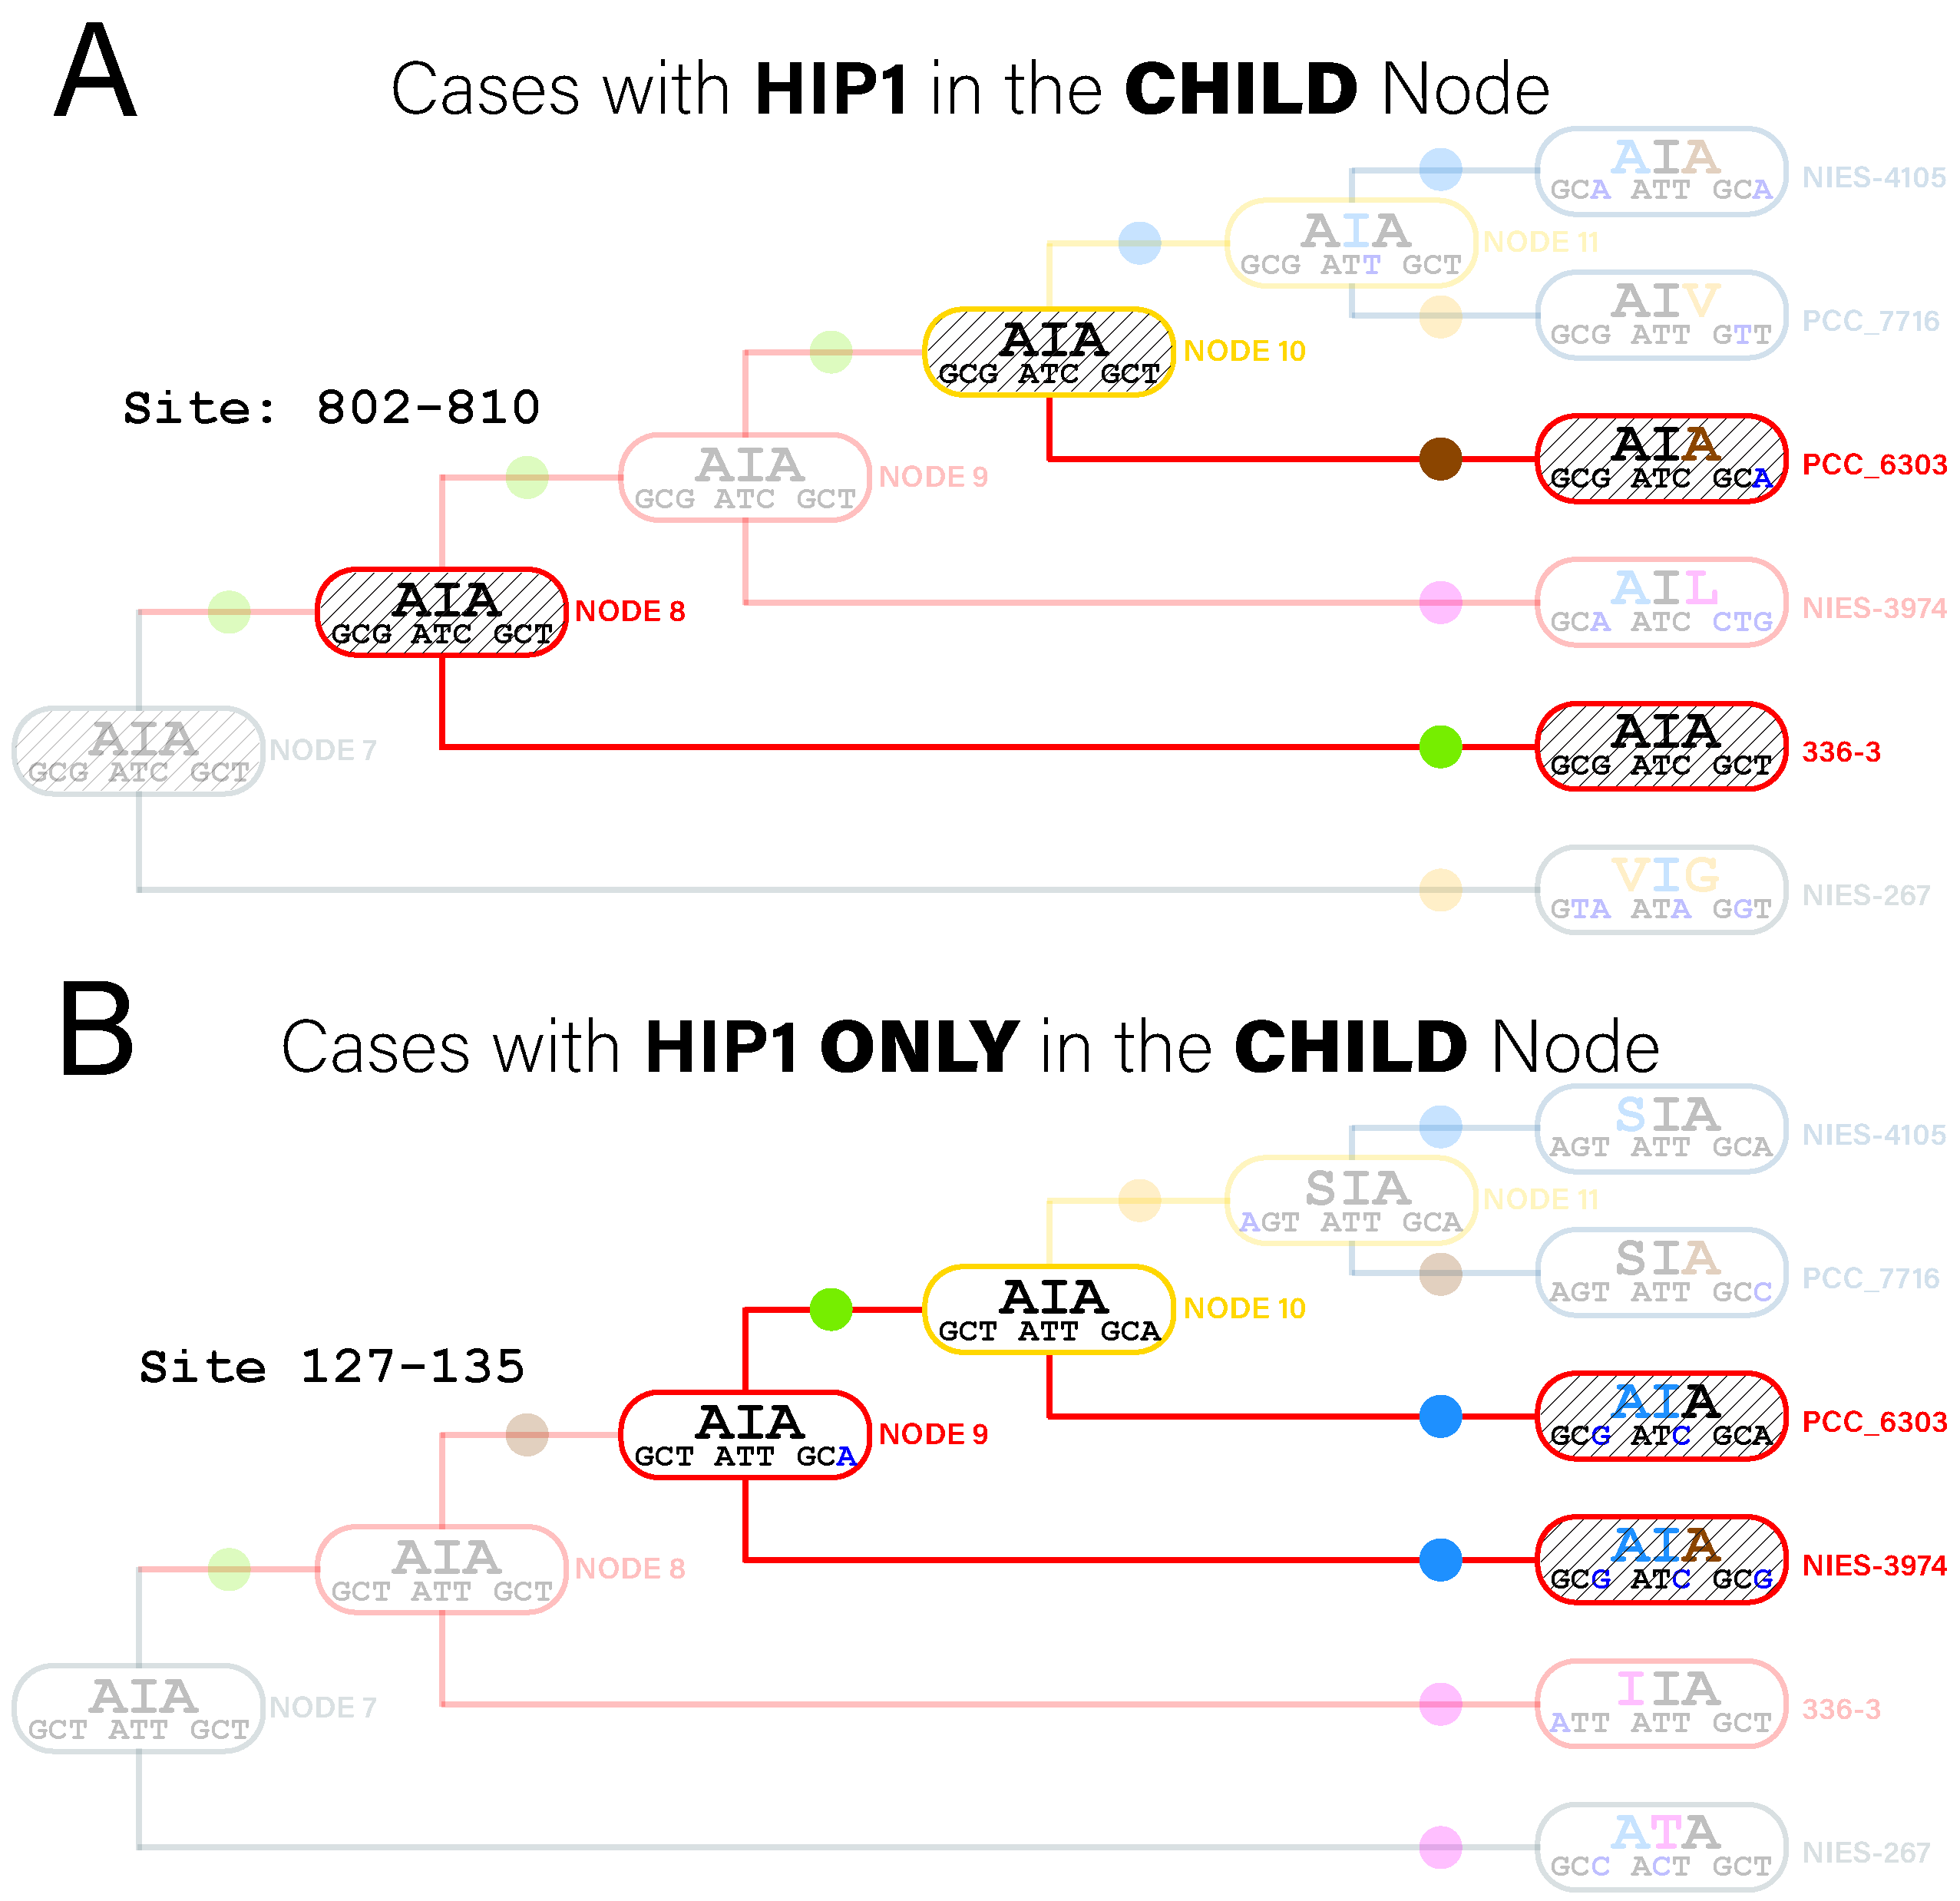 A
Cases with HIP1 in the CHILD Node
AIA
GCA ATT GCA
NIES-4105
AIA
GCG ATT GCT
NODE 11
AIV
GCG ATT GTT
PCC_7716
AIA
GCG ATC GCT
NODE 10
Site: 802-810
AIA
GCG ATC GCA
PCC_6303
AIA
GCG ATC GCT
NODE 9
AIL
GCA ATC CTG
NIES-3974
AIA
GCG ATC GCT
NODE 8
AIA
GCG ATC GCT
336-3
AIA
GCG ATC GCT
NODE 7
VIG
GTA ATA GGT
NIES-267
B
Cases with HIP1 ONLY in the CHILD Node
SIA
AGT ATT GCA
NIES-4105
SIA
AGT ATT GCA
NODE 11
SIA
AGT ATT GCC
PCC_7716
AIA
GCT ATT GCA
NODE 10
Site 127-135
AIA
GCG ATC GCA
PCC_6303
AIA
GCT ATT GCA
NODE 9
AIA
GCG ATC GCG
NIES-3974
AIA
GCT ATT GCT
NODE 8
IIA
ATT ATT GCT
336-3
AIA
GCT ATT GCT
NODE 7
ATA
GCC ACT GCT
NIES-267